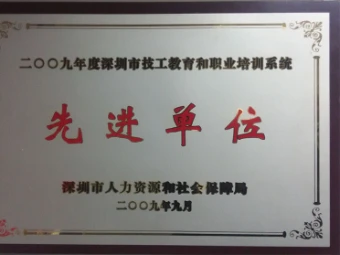 二〇〇九年度深圳市技工教育和职业培训系统
先进单位
深圳市人力资源和社会保障局
二〇〇九年九月